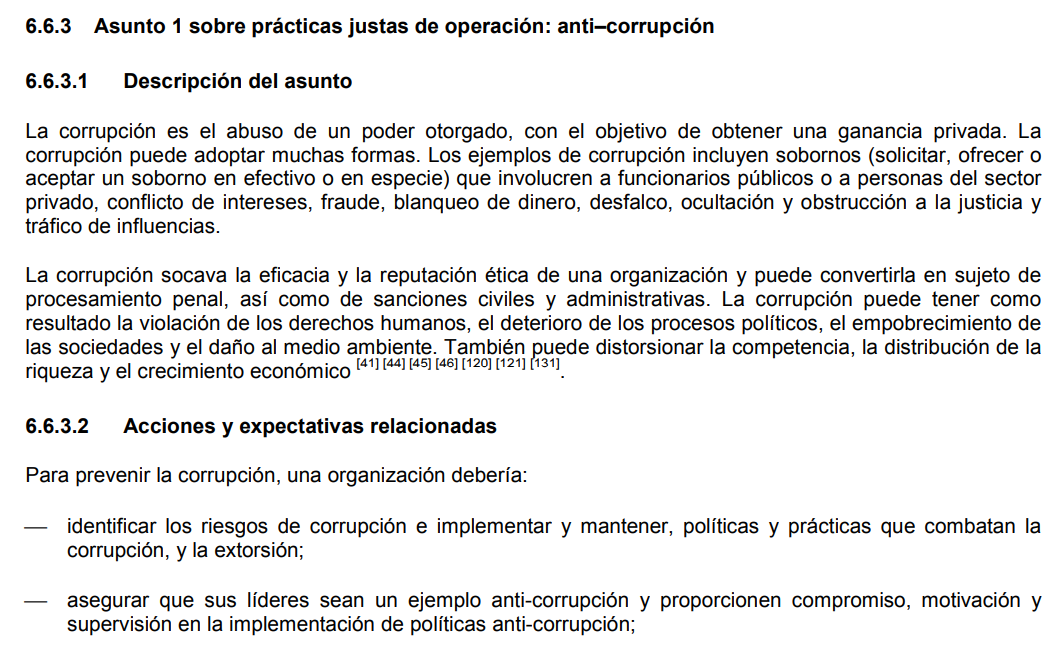 6.6.3 Asunto 1 sobre prácticas justas de operación: anti–corrupción
6.6.3.1 Descripción del asunto
La corrupción es el abuso de un poder otorgado, con el objetivo de obtener una ganancia privada. La
corrupción puede adoptar muchas formas. Los ejemplos de corrupción incluyen sobornos (solicitar, ofrecer o
aceptar un soborno en efectivo o en especie) que involucren a funcionarios públicos o a personas del sector
privado, conflicto de intereses, fraude, blanqueo de dinero, desfalco, ocultación y obstrucción a la justicia y
tráfico de influencias.
La corrupción socava la eficacia y la reputación ética de una organización y puede convertirla en sujeto de
procesamiento penal, así como de sanciones civiles y administrativas. La corrupción puede tener como
resultado la violación de los derechos humanos, el deterioro de los procesos políticos, el empobrecimiento de
las sociedades y el daño al medio ambiente. También puede distorsionar la competencia, la distribución de la
riqueza y el crecimiento económico [41] [44] [45] [46] [120] [121] [131].
6.6.3.2 Acciones y expectativas relacionadas
Para prevenir la corrupción, una organización debería:
— identificar los riesgos de corrupción e implementar y mantener, políticas y prácticas que combatan la
corrupción, y la extorsión;
— asegurar que sus líderes sean un ejemplo anti-corrupción y proporcionen compromiso, motivación y
supervisión en la implementación de políticas anti-corrupción;